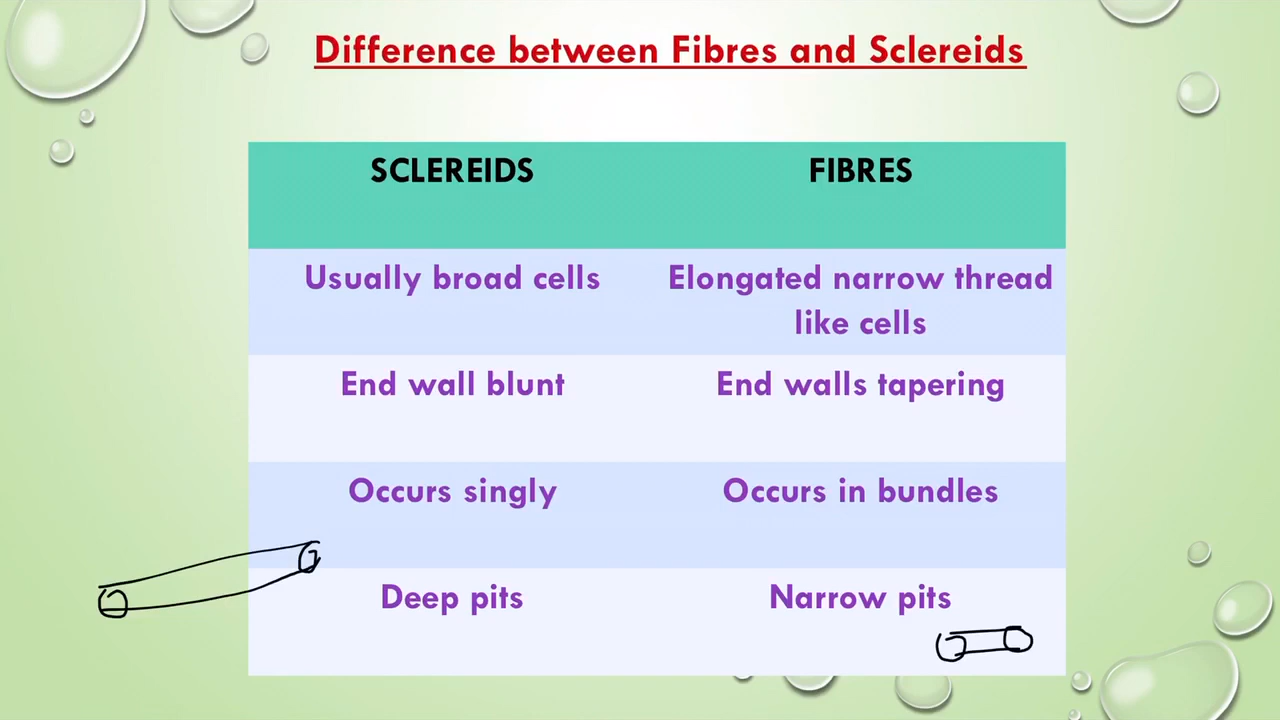 Difference between Fibres and Sclereids
SCLEREIDS
FIBRES
Usually broad cells
Elongated narrow thread
like cells
End wall blunt
End walls tapering
Occurs singly
Occurs in bundles
Deep pits
Narrow pits